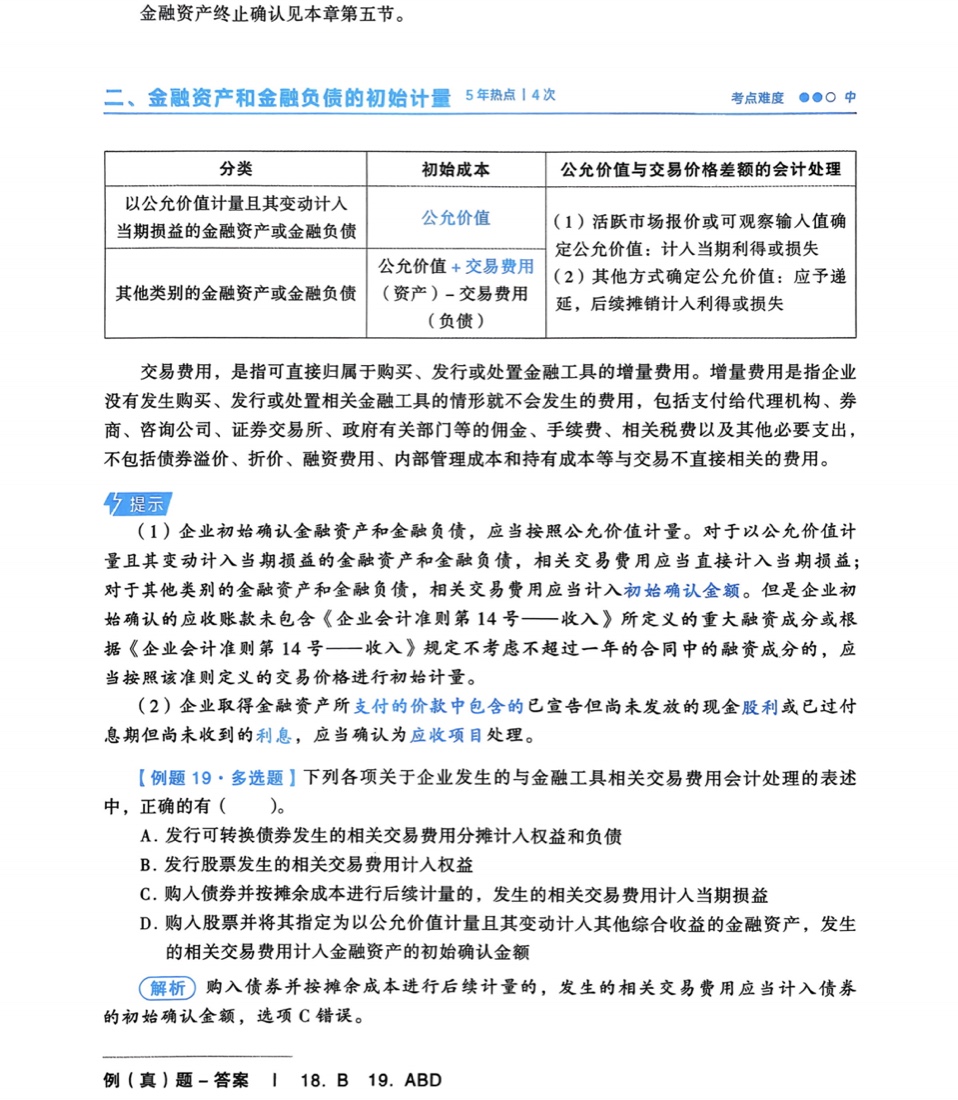 金融资产终止确认见本章第五节。
二、金融资产和金融负债的初始计量 5年热点 | 4次 考点难度 中
分类 初始成本 公允价值与交易价格差额的会计处理
以公允价值计量且其变动计入
当期损益的金融资产或金融负债
公允价值
其他类别的金融资产或金融负债
公允价值+交易费用
(资产)-交易费用
(负债)
(1)活跃市场报价或可观察输入值确
定公允价值:计入当期利得或损失
(2)其他方式确定公允价值:应予递
延,后续摊销计入利得或损失
交易费用,是指可直接归属于购买、发行或处置金融工具的增量费用。增量费用是指企业
没有发生购买、发行或处置相关金融工具的情形就不会发生的费用,包括支付给代理机构、券
商、咨询公司、证券交易所、政府有关部门等的佣金、手续费、相关税费以及其他必要支出,
不包括债券溢价、折价、融资费用、内部管理成本和持有成本等与交易不直接相关的费用。
提示
(1)企业初始确认金融资产和金融负债,应当按照公允价值计量。对于以公允价值计
量且其变动计入当期损益的金融资产和金融负债,相关交易费用应当直接计入当期损益;
对于其他类别的金融资产和金融负债,相关交易费用应当计入初始确认金额。但是企业初
始确认的应收账款未包含《企业会计准则第14号——收入》所定义的重大融资成分或根
据《企业会计准则第14号——收入》规定不考虑不超过一年的合同中的融资成分的,应
当按照该准则定义的交易价格进行初始计量。
(2)企业取得金融资产所支付的价款中包含的已宣告但尚未发放的现金股利或已过付
息期但尚未收到的利息,应当确认为应收项目处理。
【例题19·多选题】下列各项关于企业发生的与金融工具相关交易费用会计处理的表述
中,正确的有( )。
A. 发行可转换债券发生的相关交易费用分摊计入权益和负债
B. 发行股票发生的相关交易费用计入权益
C. 购入债券并按摊余成本进行后续计量的,发生的相关交易费用计入当期损益
D. 购入股票并将其指定为以公允价值计量且其变动计入其他综合收益的金融资产,发生
的相关交易费用计入金融资产的初始确认金额
解析 购入债券并按摊余成本进行后续计量的,发生的相关交易费用应当计入债券
的初始确认金额,选项C错误。
例(真)题-答案 | 18. B 19. ABD